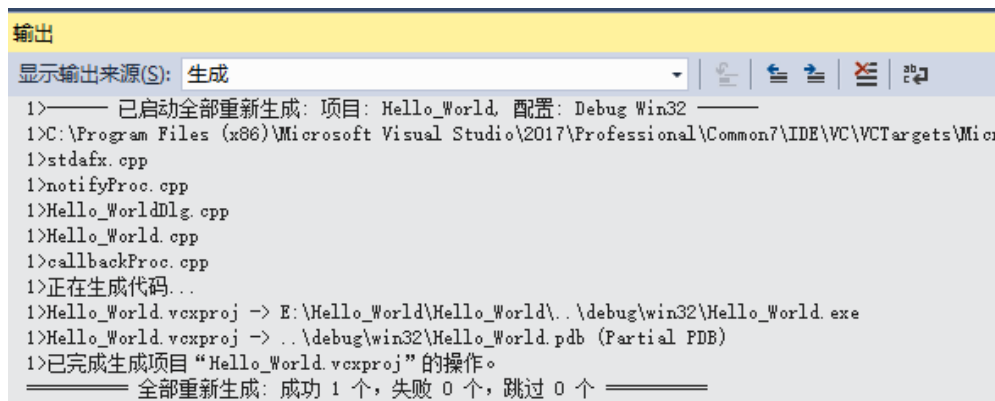 输出
显示输出来源(S): 生成
1>—— 已启动全部重新生成: 项目: Hello_World, 配置: Debug Win32 ——
1>C:\Program Files (x86)\Microsoft Visual Studio\2017\Professional\Common7\IDE\VC\VCTargets\Micr
1>stdafx.cpp
1>notifyProc.cpp
1>Hello_WorldDlg.cpp
1>Hello_World.cpp
1>callbackProc.cpp
1>正在生成代码...
1>Hello_World.vcxproj -> E:\Hello_World\Hello_World\..\debug\win32\Hello_World.exe
1>Hello_World.vcxproj -> ..\debug\win32\Hello_World.pdb (Partial PDB)
1>已完成生成项目“Hello_World.vcxproj”的操作。
========== 全部重新生成: 成功 1 个，失败 0 个，跳过 0 个 ==========